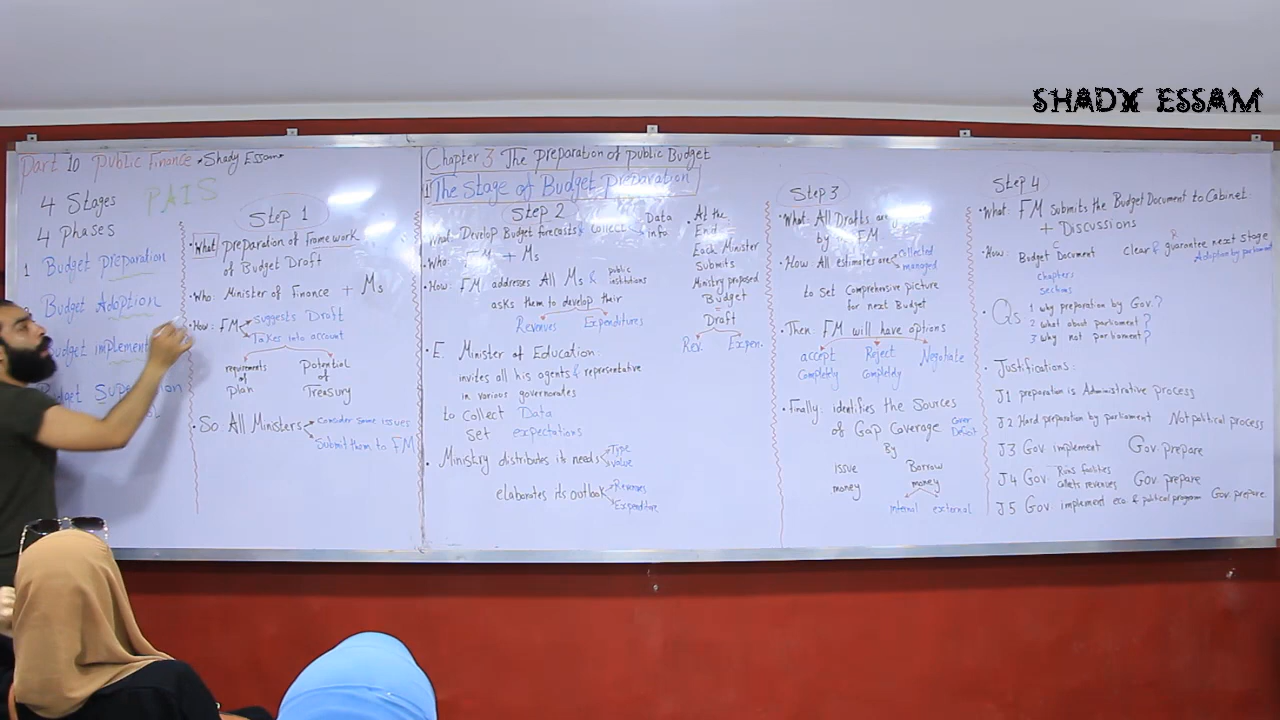 SHADY ESSAM
Part 10 Public Finance Shady Essam
PAIS
4 Stages
4 Phases
1 Budget preparation
Budget Adoption
Budget implement
Budget
Step 1
What preparation of framework
of Budget Draft
Who: Minister of Finance + Ms
How: FM suggests Draft
Takes into account
requirements of Plan
Potential of Treasury
So All Ministers Consider some issues
Submit them to FM
Chapter 3 The preparation of public Budget
1 The Stage of Budget Preparation
Step 2
What: Develop Budget forecasts & collect Data
info
Who: FM + Ms
How: FM addresses All Ms & public institutions
asks them to develop their
Revenues Expenditures
E. Minister of Education:
invites all his agents & representative
in various governorates
to collect Data
set expectations
Ministry distributes its needs Type
value
elaborates its outlook Revenues
Expenditure
At the
End
Each Minister
Submits
Ministry proposed
Budget
Draft
Rev. Expen.
Step 3
What: All Drafts are
by FM
How All estimates are Collected
managed
to set Comprehensive picture
for next Budget
Then FM will have options
accept Completely
Reject Completely
Negotiate
Finally: identifies the Sources
of Gap Coverage Cover Deficit
By
issue money
Borrow money
internal external
Step 4
What: FM Submits the Budget Document to Cabinet
+ Discussions
How: Budget Document clear & guarantee next stage
Adoption by parliament
chapters
sections
Qs 1 why preparation by Gov.?
2 what about parliament?
3 why not parliament?
Justifications:
J1 preparation is Administrative process
J2 Hard preparation by parliament Not political process
J3 Gov implement Gov prepare
J4 Gov Runs facilities
collects revenues Gov prepare
J5 Gov implement eco. & political program Gov prepare